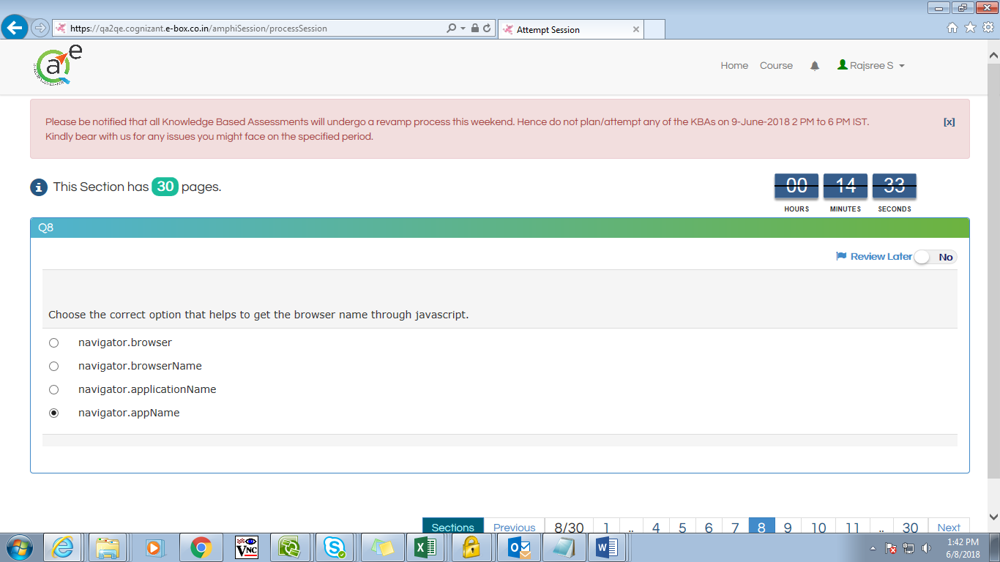 https://qa2qe.cognizant.e-box.co.in/amphiSession/processSession
Attempt Session
a e
Home Course Rajsree S
Please be notified that all Knowledge Based Assessments will undergo a revamp process this weekend. Hence do not plan/attempt any of the KBAs on 9-June-2018 2 PM to 6 PM IST. [x]
Kindly bear with us for any issues you might face on the specified period.
This Section has 30 pages.
00 14 33
HOURS MINUTES SECONDS
Q8
Review Later No
Choose the correct option that helps to get the browser name through javascript.
navigator.browser
navigator.browserName
navigator.applicationName
navigator.appName
Sections Previous 8/30 1 .. 4 5 6 7 8 9 10 11 .. 30 Next
VNC
1:42 PM
6/8/2018